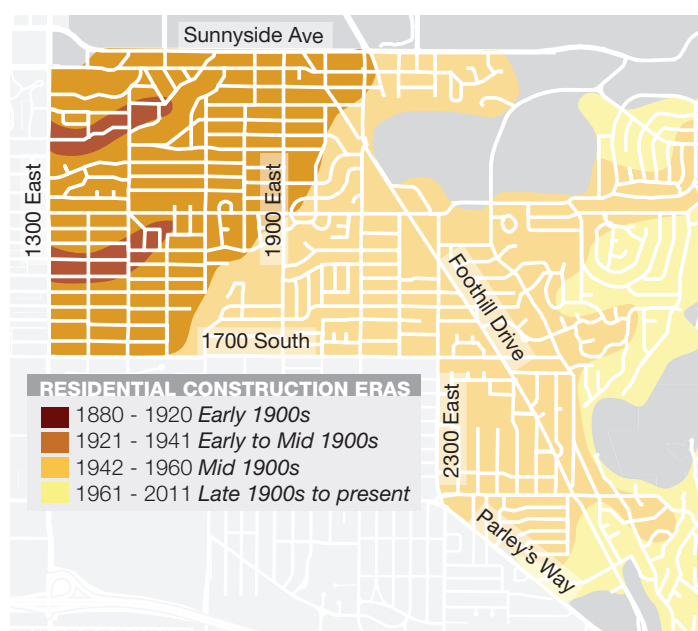 Sunnyside Ave
1300 East
1900 East
Foothill Drive
1700 South
2300 East
RESIDENTIAL CONSTRUCTION ERAS
1880 - 1920 Early 1900s
1921 - 1941 Early to Mid 1900s
1942 - 1960 Mid 1900s
1961 - 2011 Late 1900s to present
Parley's Way